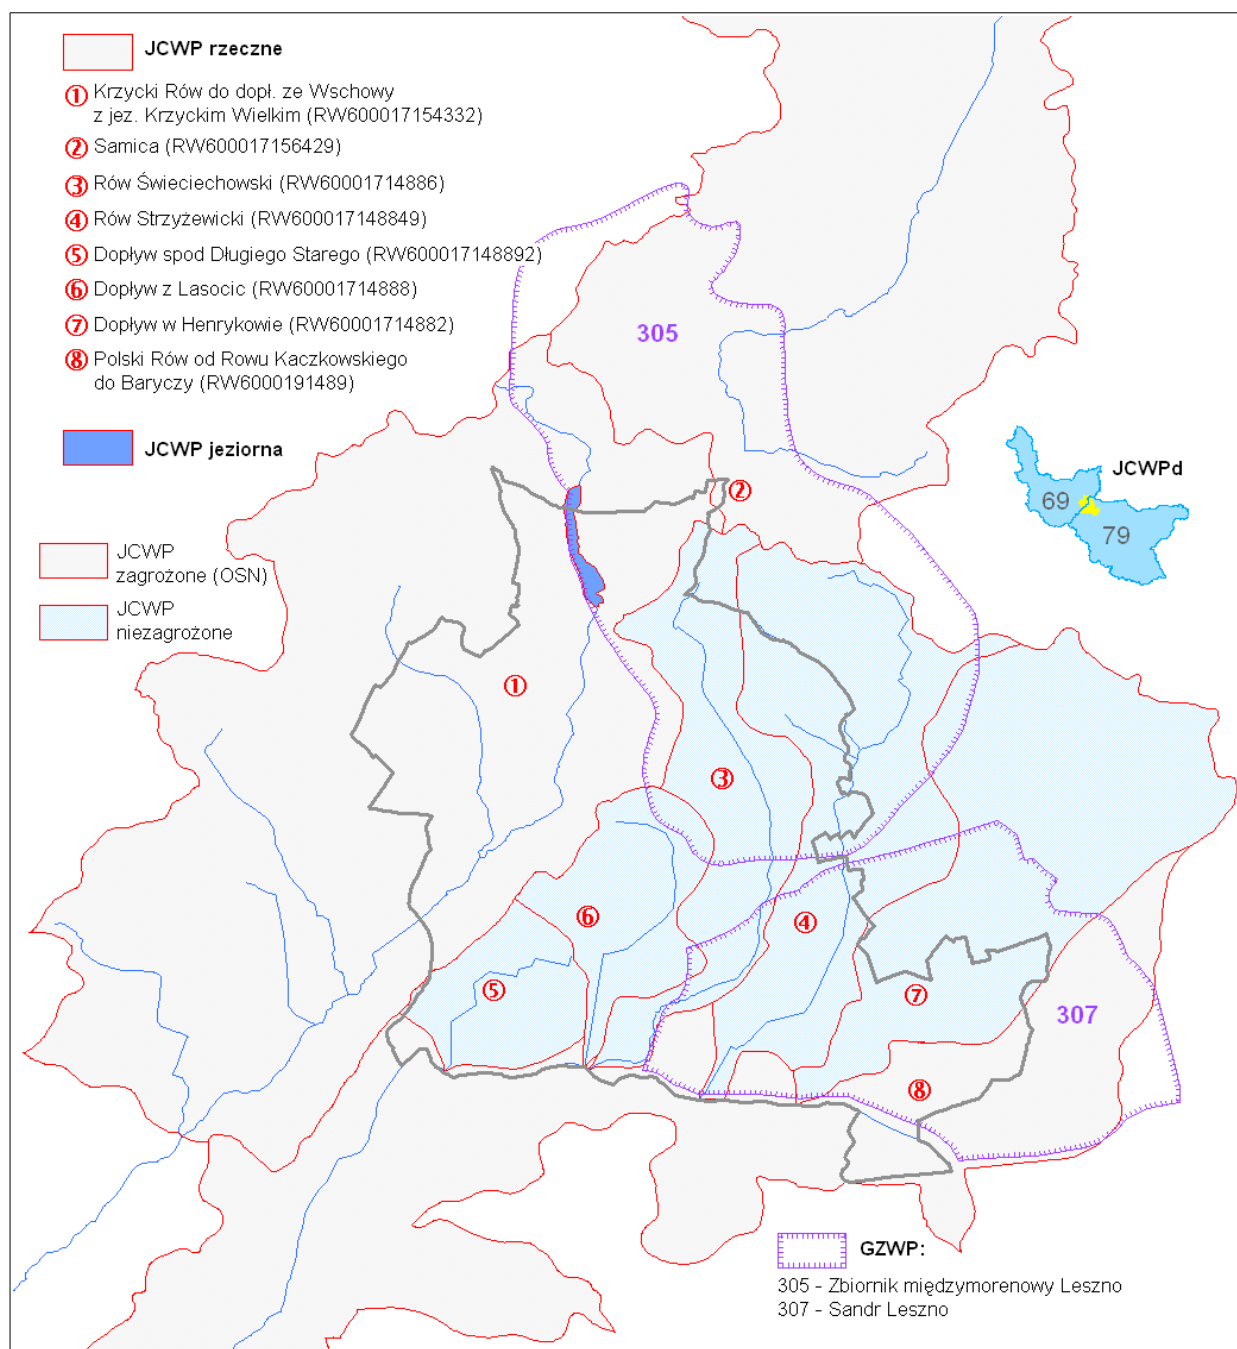 JCWP rzeczne
① Krzycki Rów do dopł. ze Wschowy
z jez. Krzyckim Wielkim (RW600017154332)
② Samica (RW600017156429)
③ Rów Święciechowski (RW60001714886)
④ Rów Strzyżewicki (RW600017148849)
⑤ Dopływ spod Długiego Starego (RW600017148892)
⑥ Dopływ z Lasocic (RW60001714888)
⑦ Dopływ w Henrykowie (RW60001714882)
⑧ Polski Rów od Rowu Kaczkowskiego
do Baryczy (RW6000191489)
JCWP jeziorna
JCWP
zagrożone (OSN)
JCWP
niezagrożone
305
JCWPd
69
79
②
①
③
⑥
④
⑤
⑦
307
⑧
GZWP:
305 - Zbiornik międzymorenowy Leszno
307 - Sandr Leszno